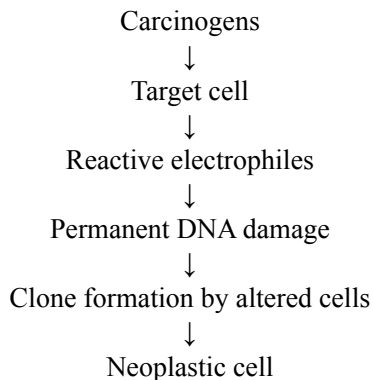 Carcinogens
↓
Target cell
↓
Reactive electrophiles
↓
Permanent DNA damage
↓
Clone formation by altered cells
↓
Neoplastic cell